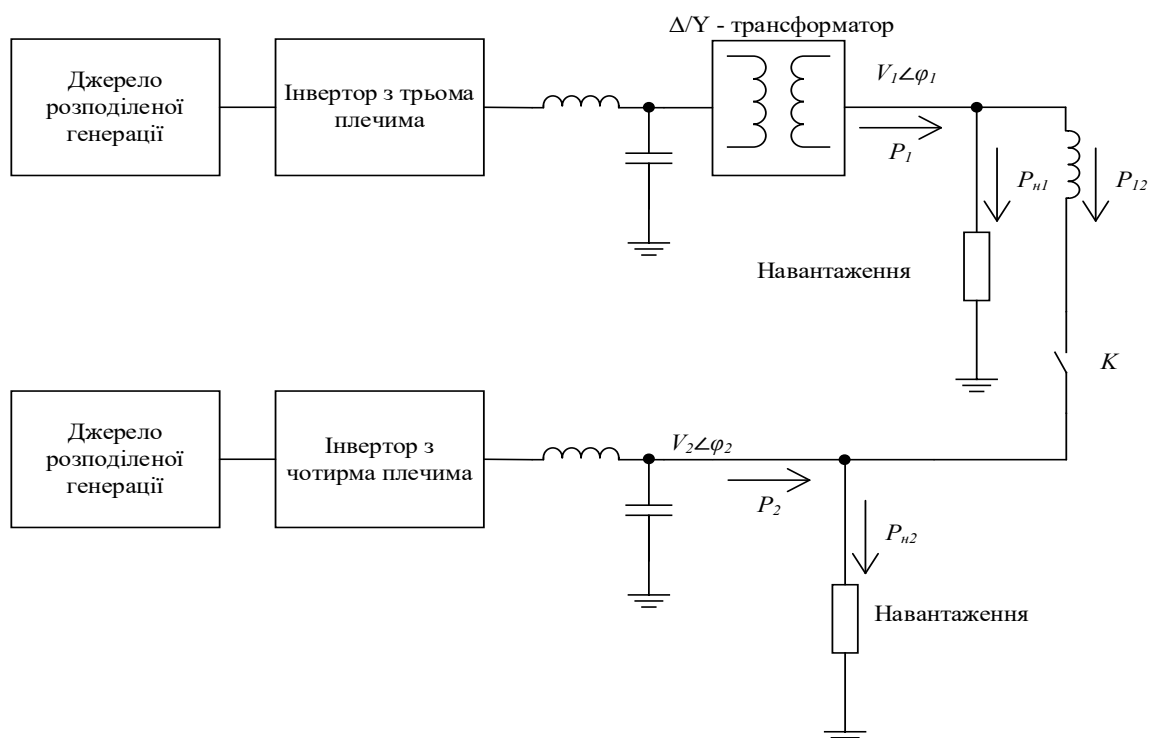 Δ/Y - трансформатор
Джерело
розподіленої
генерації
Інвертор з трьома
плечима
V₁∠φ₁
P₁
Pн1
P₁₂
Навантаження
K
Джерело
розподіленої
генерації
Інвертор з
чотирма плечима
V₂∠φ₂
P₂
Pн2
Навантаження